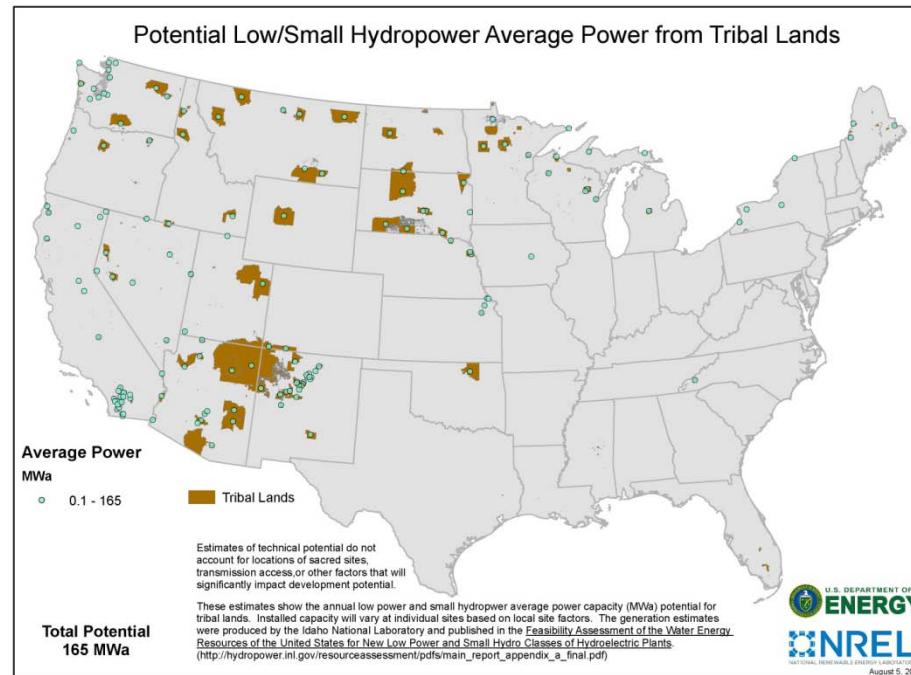 Potential Low/Small Hydropower Average Power from Tribal Lands
Average Power
MWa
0.1 - 165
Tribal Lands
Estimates of technical potential do not
account for locations of sacred sites,
transmission access,or other factors that will
significantly impact development potential.
These estimates show the annual low power and small hydropwer average power capacity (MWa) potential for
tribal lands. Installed capacity will vary at individual sites based on local site factors. The generation estimates
were produced by the Idaho National Laboratory and published in the Feasibility Assessment of the Water Energy
Resources of the United States for New Low Power and Small Hydro Classes of Hydroelectric Plants.
(http://hydropower.inl.gov/resourceassessment/pdfs/main_report_appendix_a_final.pdf)
Total Potential
165 MWa
U.S. DEPARTMENT OF
ENERGY
NREL
NATIONAL RENEWABLE ENERGY LABORATORY
August 5, 20